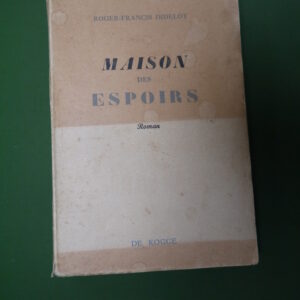 ROGER-FRANCIS DIDELOT
MAISON
DES
ESPOIRS
Roman
DE KOGGE